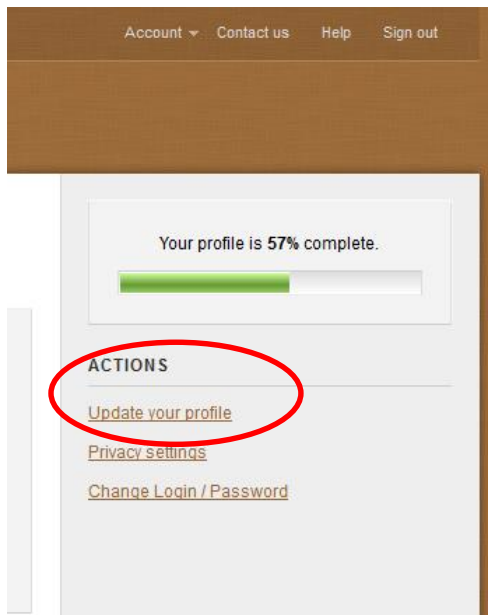 Account Contact us Help Sign out
Your profile is 57% complete.
ACTIONS
Update your profile
Privacy settings
Change Login / Password